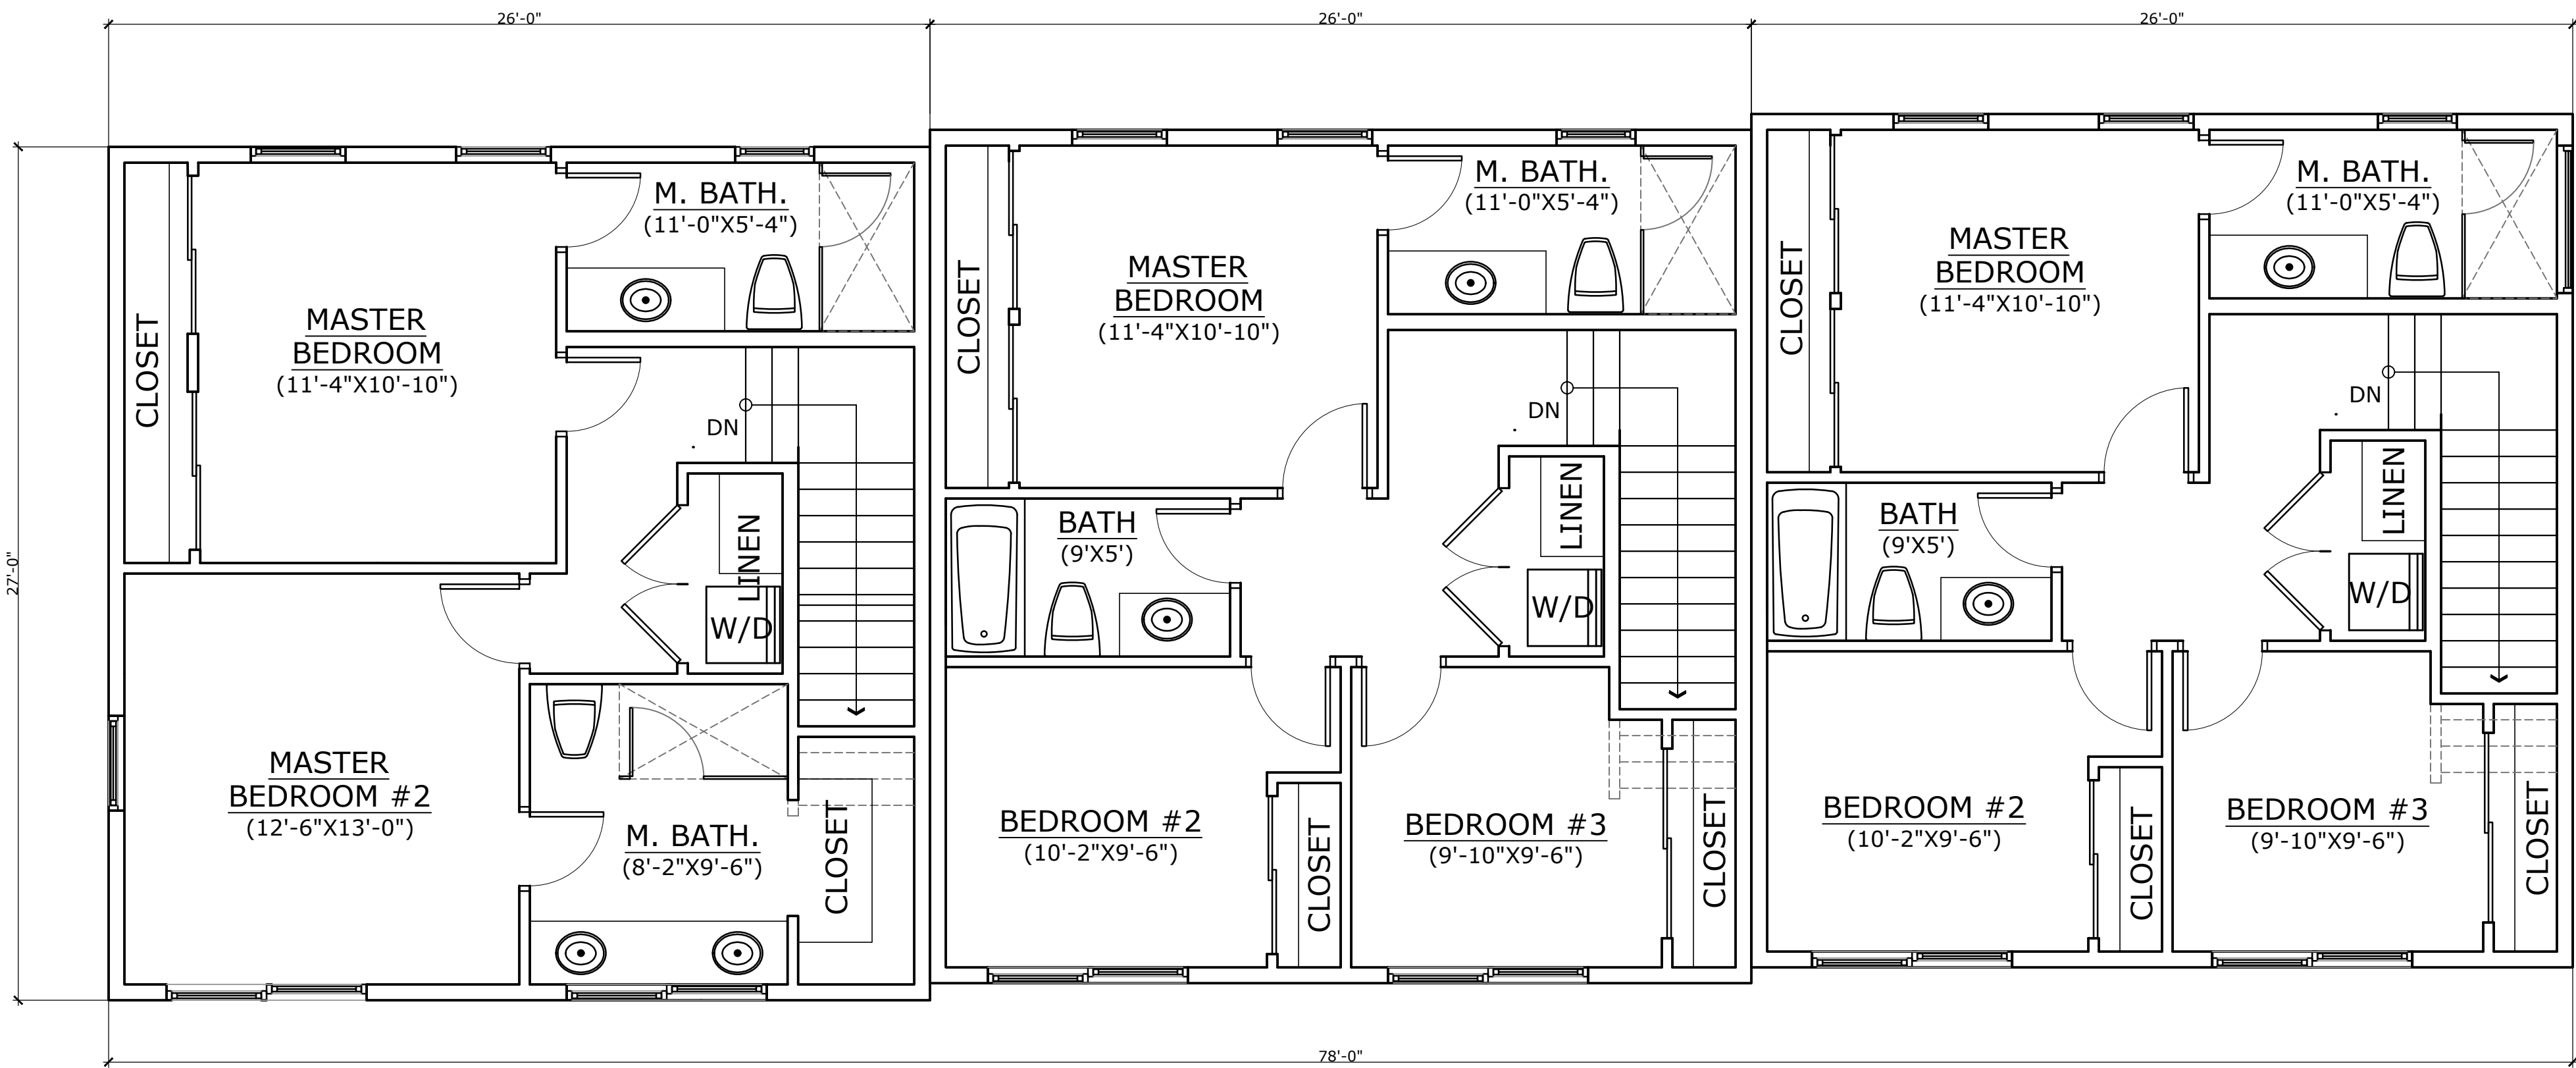 26'-0"
26'-0"
26'-0"
27'-0"
CLOSET
MASTER
BEDROOM
(11'-4"X10'-10")
M. BATH.
(11'-0"X5'-4")
DN
LINEN
W/D
MASTER
BEDROOM #2
(12'-6"X13'-0")
M. BATH.
(8'-2"X9'-6")
CLOSET
CLOSET
MASTER
BEDROOM
(11'-4"X10'-10")
M. BATH.
(11'-0"X5'-4")
DN
LINEN
W/D
BATH
(9'X5')
BEDROOM #2
(10'-2"X9'-6")
CLOSET
BEDROOM #3
(9'-10"X9'-6")
CLOSET
CLOSET
MASTER
BEDROOM
(11'-4"X10'-10")
M. BATH.
(11'-0"X5'-4")
DN
LINEN
W/D
BATH
(9'X5')
BEDROOM #2
(10'-2"X9'-6")
CLOSET
BEDROOM #3
(9'-10"X9'-6")
CLOSET
78'-0"